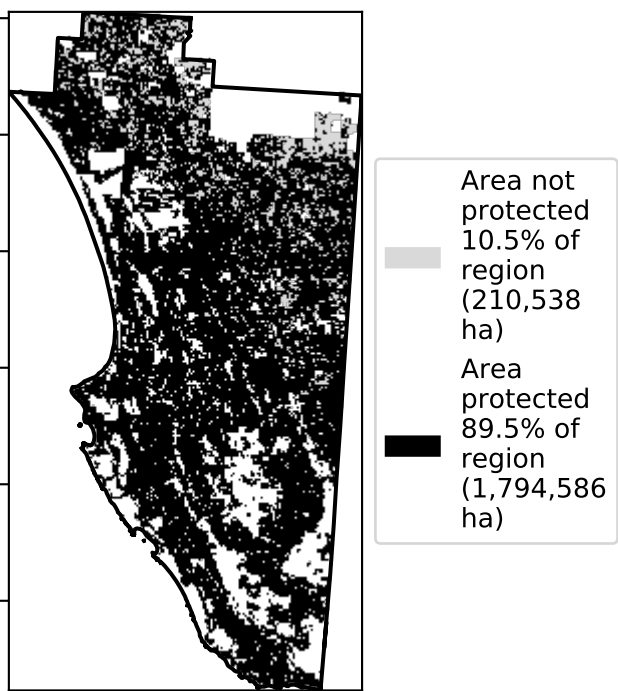 Area not
protected
10.5% of
region
(210,538
ha)
Area
protected
89.5% of
region
(1,794,586
ha)